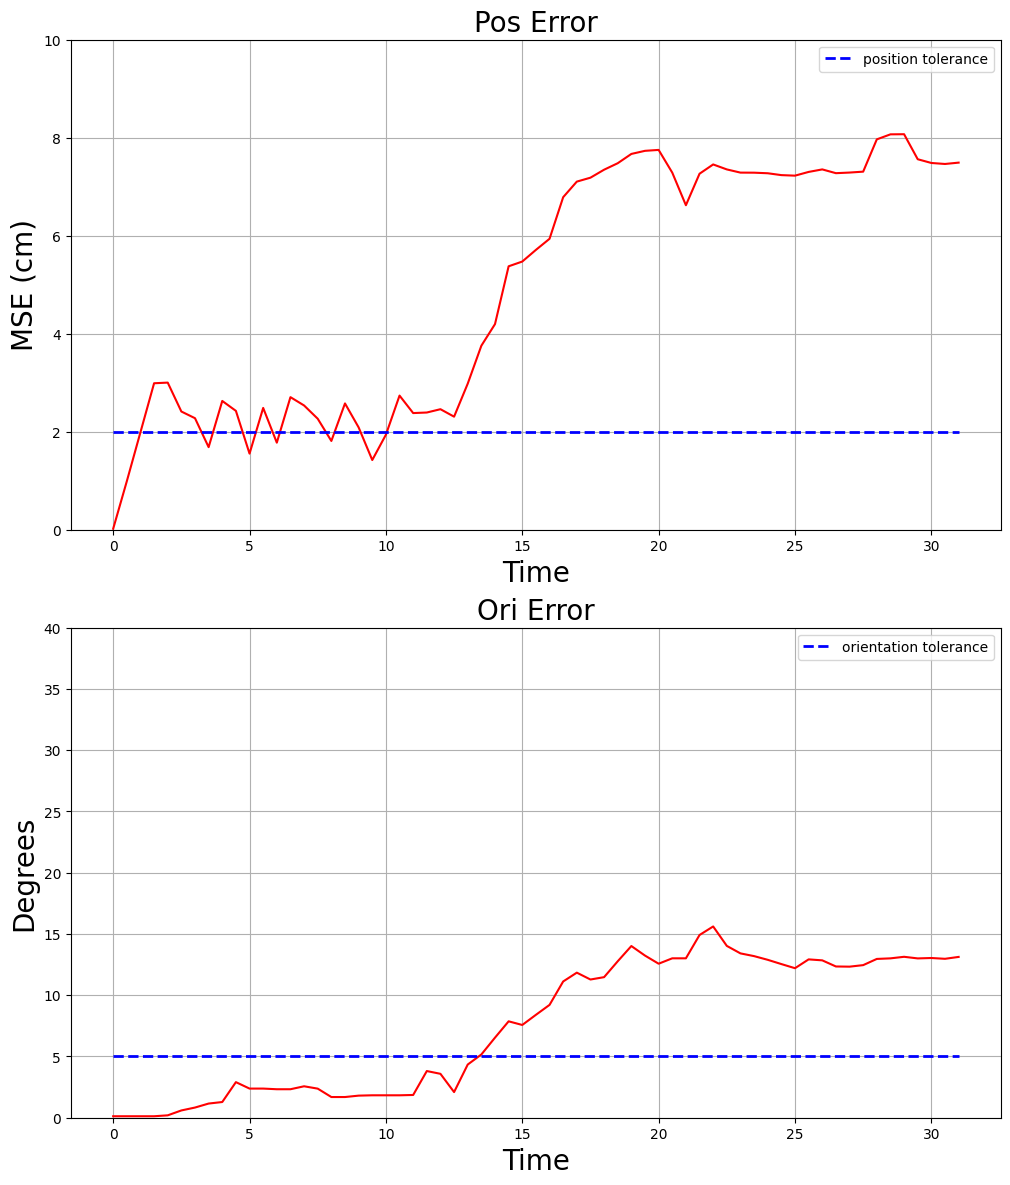 Pos Error
position tolerance
MSE (cm)
10
8
6
4
2
0
0 5 10 15 20 25 30
Time
Ori Error
orientation tolerance
Degrees
40
35
30
25
20
15
10
5
0
0 5 10 15 20 25 30
Time